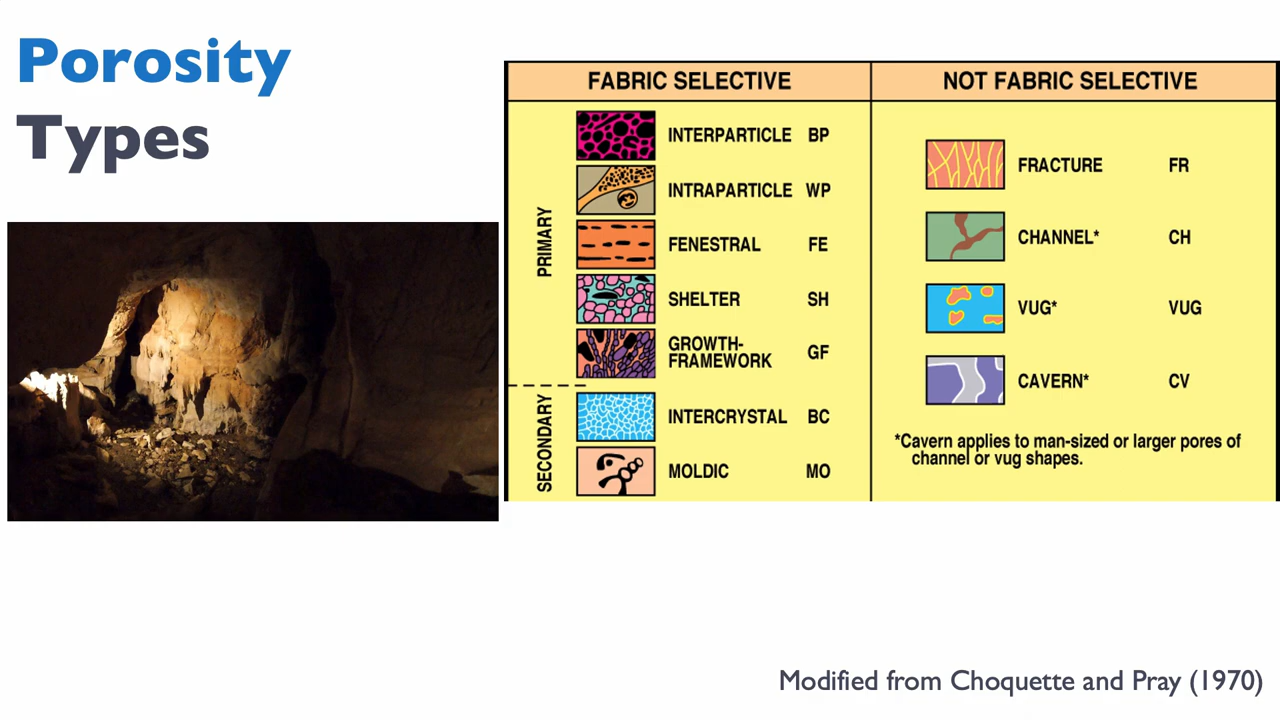 Porosity
Types
FABRIC SELECTIVE
NOT FABRIC SELECTIVE
PRIMARY
INTERPARTICLE BP
INTRAPARTICLE WP
FENESTRAL FE
SHELTER SH
GROWTH-
FRAMEWORK GF
SECONDARY
INTERCRYSTAL BC
MOLDIC MO
FRACTURE FR
CHANNEL* CH
VUG* VUG
CAVERN* CV
*Cavern applies to man-sized or larger pores of
channel or vug shapes.
Modified from Choquette and Pray (1970)